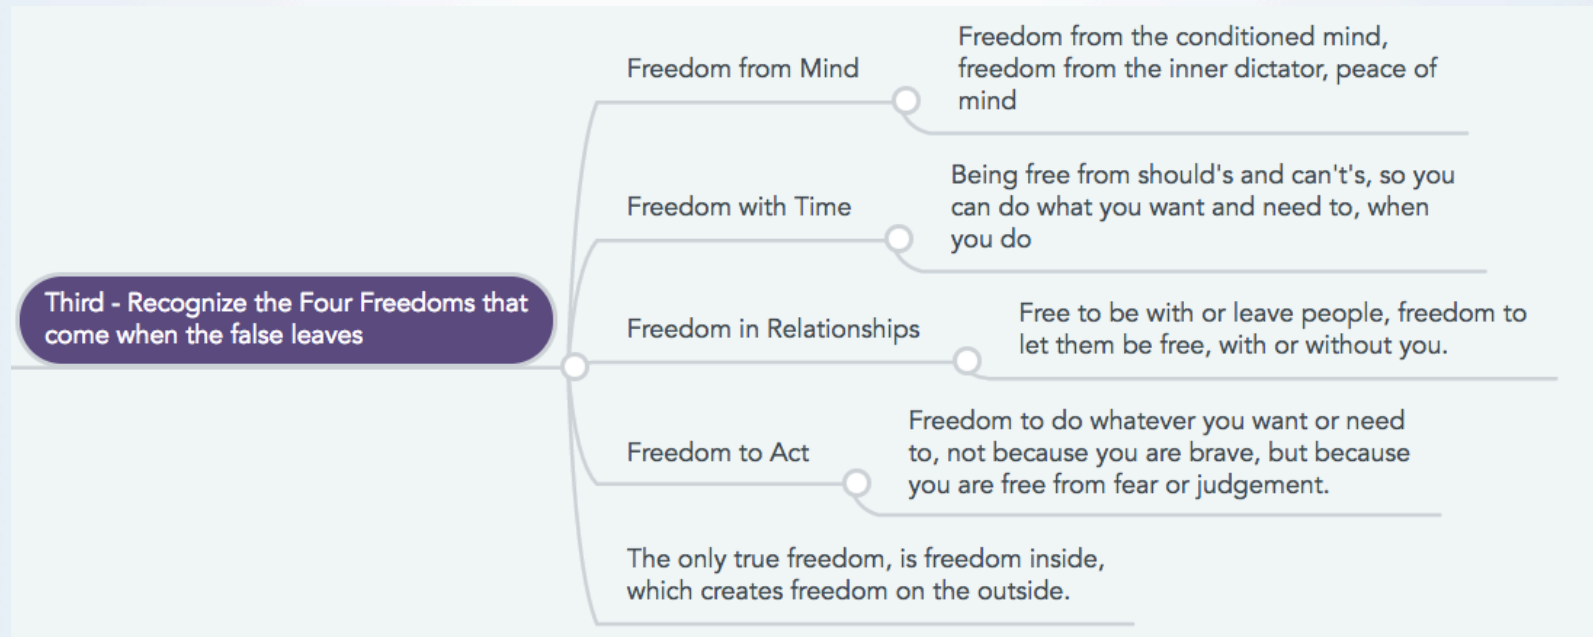 Freedom from Mind
Freedom from the conditioned mind,
freedom from the inner dictator, peace of
mind
Freedom with Time
Being free from should's and can't's, so you
can do what you want and need to, when
you do
Third - Recognize the Four Freedoms that
come when the false leaves
Freedom in Relationships
Free to be with or leave people, freedom to
let them be free, with or without you.
Freedom to Act
Freedom to do whatever you want or need
to, not because you are brave, but because
you are free from fear or judgement.
The only true freedom, is freedom inside,
which creates freedom on the outside.